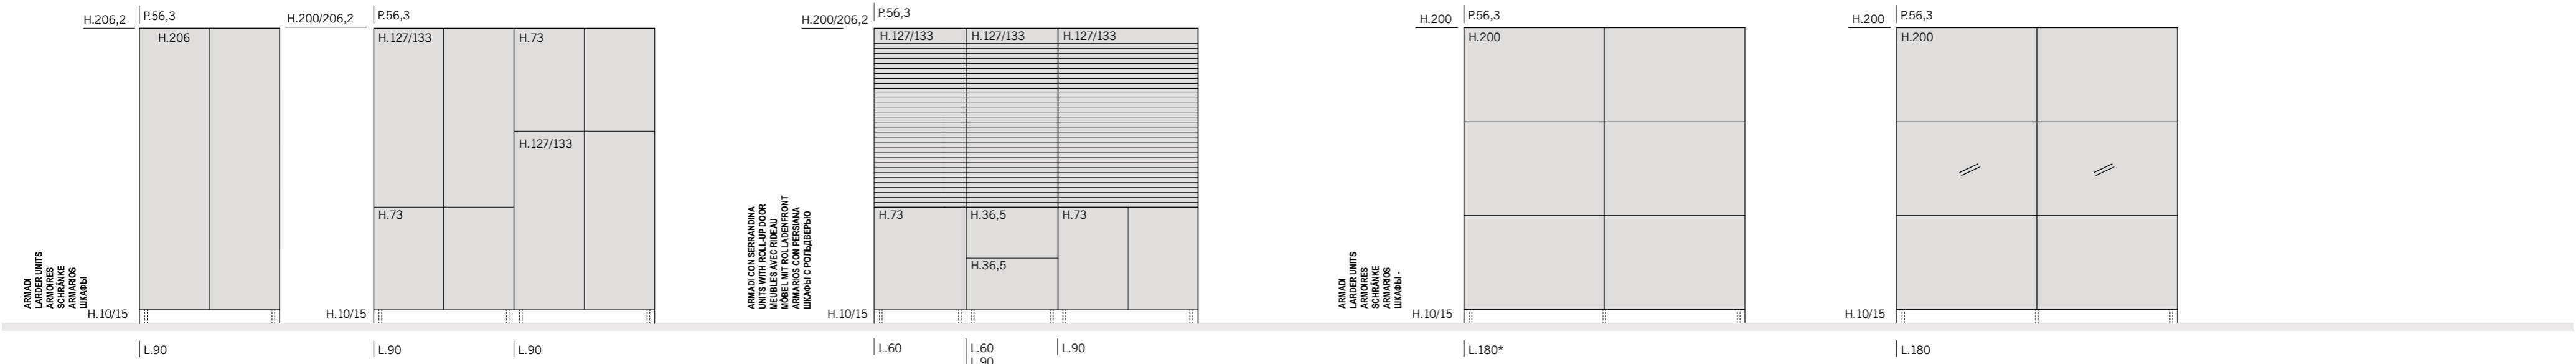 ARMADI
LARDER UNITS
ARMOIRES
SCHRÄNKE
ARMARIOS
ШКАФЫ
H.206,2
P.56,3
H.206
H.10/15
L.90
H.200/206,2
P.56,3
H.127/133
H.73
H.127/133
H.73
H.10/15
L.90
L.90
ARMADI CON SERRANDINA
UNITS WITH ROLL-UP DOOR
MEUBLES AVEC RIDEAU
MÖBEL MIT ROLLADENFRONT
ARMARIOS CON PERSIANA
ШКАФЫ С РОЛЬДВЕРЬЮ
H.200/206,2
P.56,3
H.127/133
H.127/133
H.127/133
H.73
H.36,5
H.73
H.36,5
H.10/15
L.60
L.60
L.90
L.90
ARMADI
LARDER UNITS
ARMOIRES
SCHRÄNKE
ARMARIOS
ШКАФЫ -
H.200
P.56,3
H.200
H.10/15
L.180*
H.200
P.56,3
H.200
H.10/15
L.180